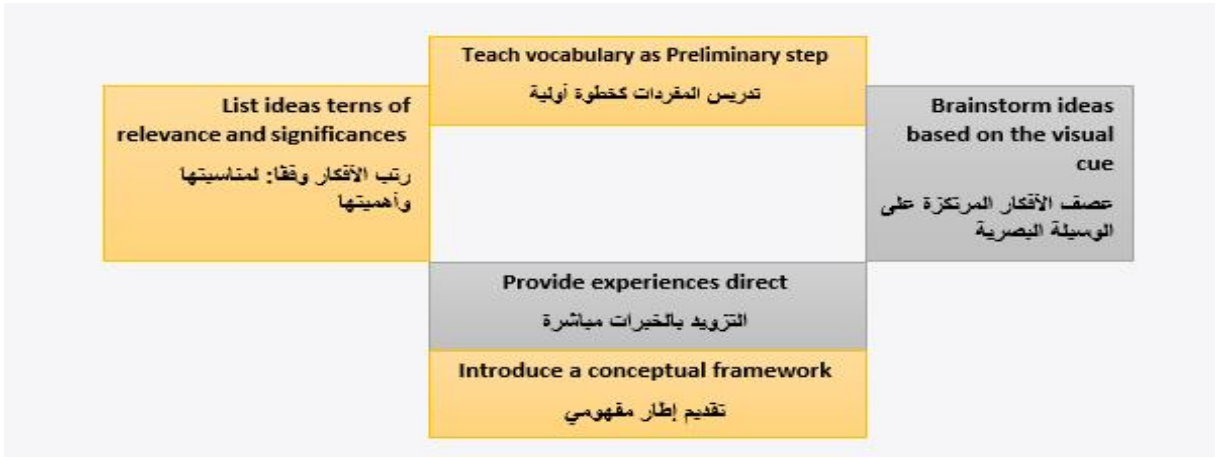 Teach vocabulary as Preliminary step
تدريس المفردات كخطوة أولية
List ideas terns of
relevance and significances
رتب الأفكار وفقًا: لمناسبتها
وأهميتها
Brainstorm ideas
based on the visual
cue
عصف الأفكار المرتكزة على
الوسيلة البصرية
Provide experiences direct
التزويد بالخبرات مباشرة
Introduce a conceptual framework
تقديم إطار مفهومي